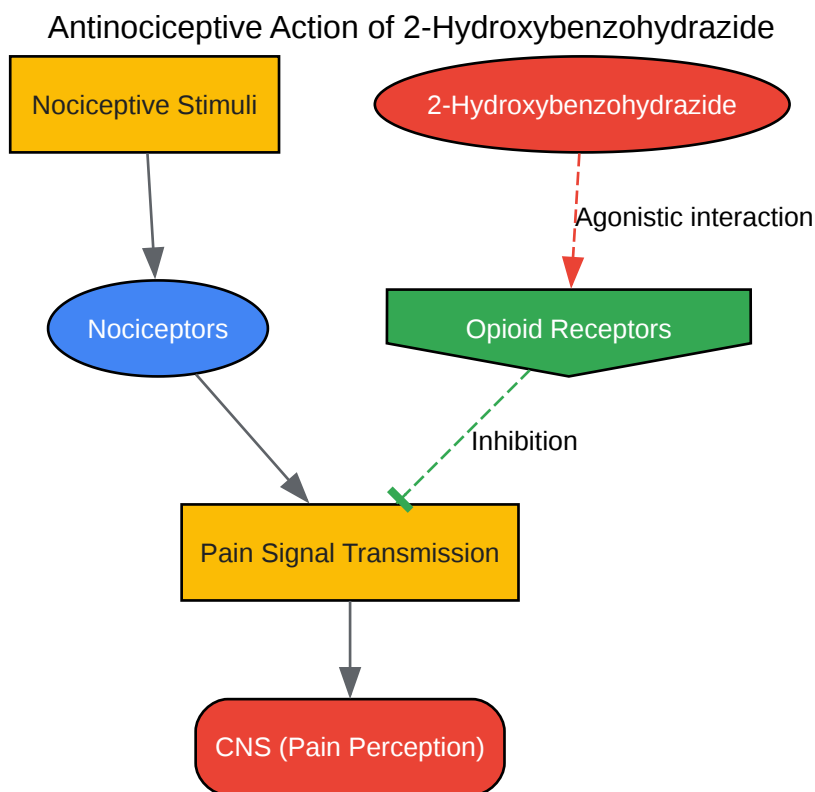 Antinociceptive Action of 2-Hydroxybenzohydrazide
Nociceptive Stimuli
2-Hydroxybenzohydrazide
Agonistic interaction
Nociceptors
Opioid Receptors
Inhibition
Pain Signal Transmission
CNS (Pain Perception)